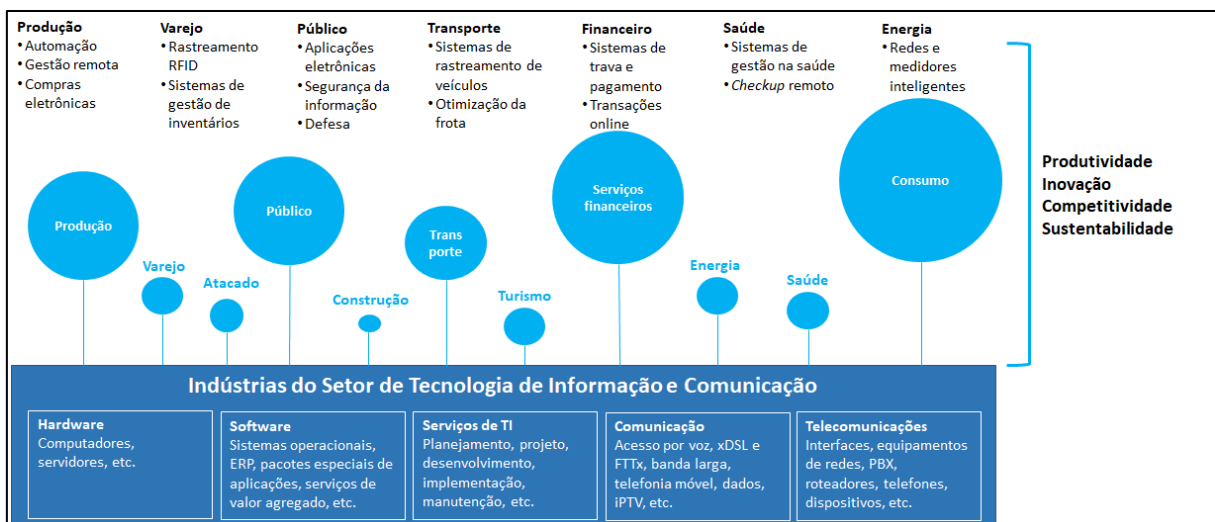 Produção
• Automação
• Gestão remota
• Compras
eletrônicas
Varejo
• Rastreamento
RFID
• Sistemas de
gestão de
inventários
Público
• Aplicações
eletrônicas
• Segurança da
informação
• Defesa
Transporte
• Sistemas de
rastreamento de
veículos
• Otimização da
frota
Financeiro
• Sistemas de
trava e
pagamento
• Transações
online
Saúde
• Sistemas de
gestão na saúde
• Checkup remoto
Energia
• Redes e
medidores
inteligentes
Produção
Varejo
Atacado
Público
Construção
Trans
porte
Turismo
Serviços
financeiros
Energia
Saúde
Consumo
Produtividade
Inovação
Competitividade
Sustentabilidade
Indústrias do Setor de Tecnologia de Informação e Comunicação
Hardware
Computadores,
servidores, etc.
Software
Sistemas operacionais,
ERP, pacotes especiais de
aplicações, serviços de
valor agregado, etc.
Serviços de TI
Planejamento, projeto,
desenvolvimento,
implementação,
manutenção, etc.
Comunicação
Acesso por voz, xDSL e
FTTx, banda larga,
telefonia móvel, dados,
iPTV, etc.
Telecomunicações
Interfaces, equipamentos
de redes, PBX,
roteadores, telefones,
dispositivos, etc.